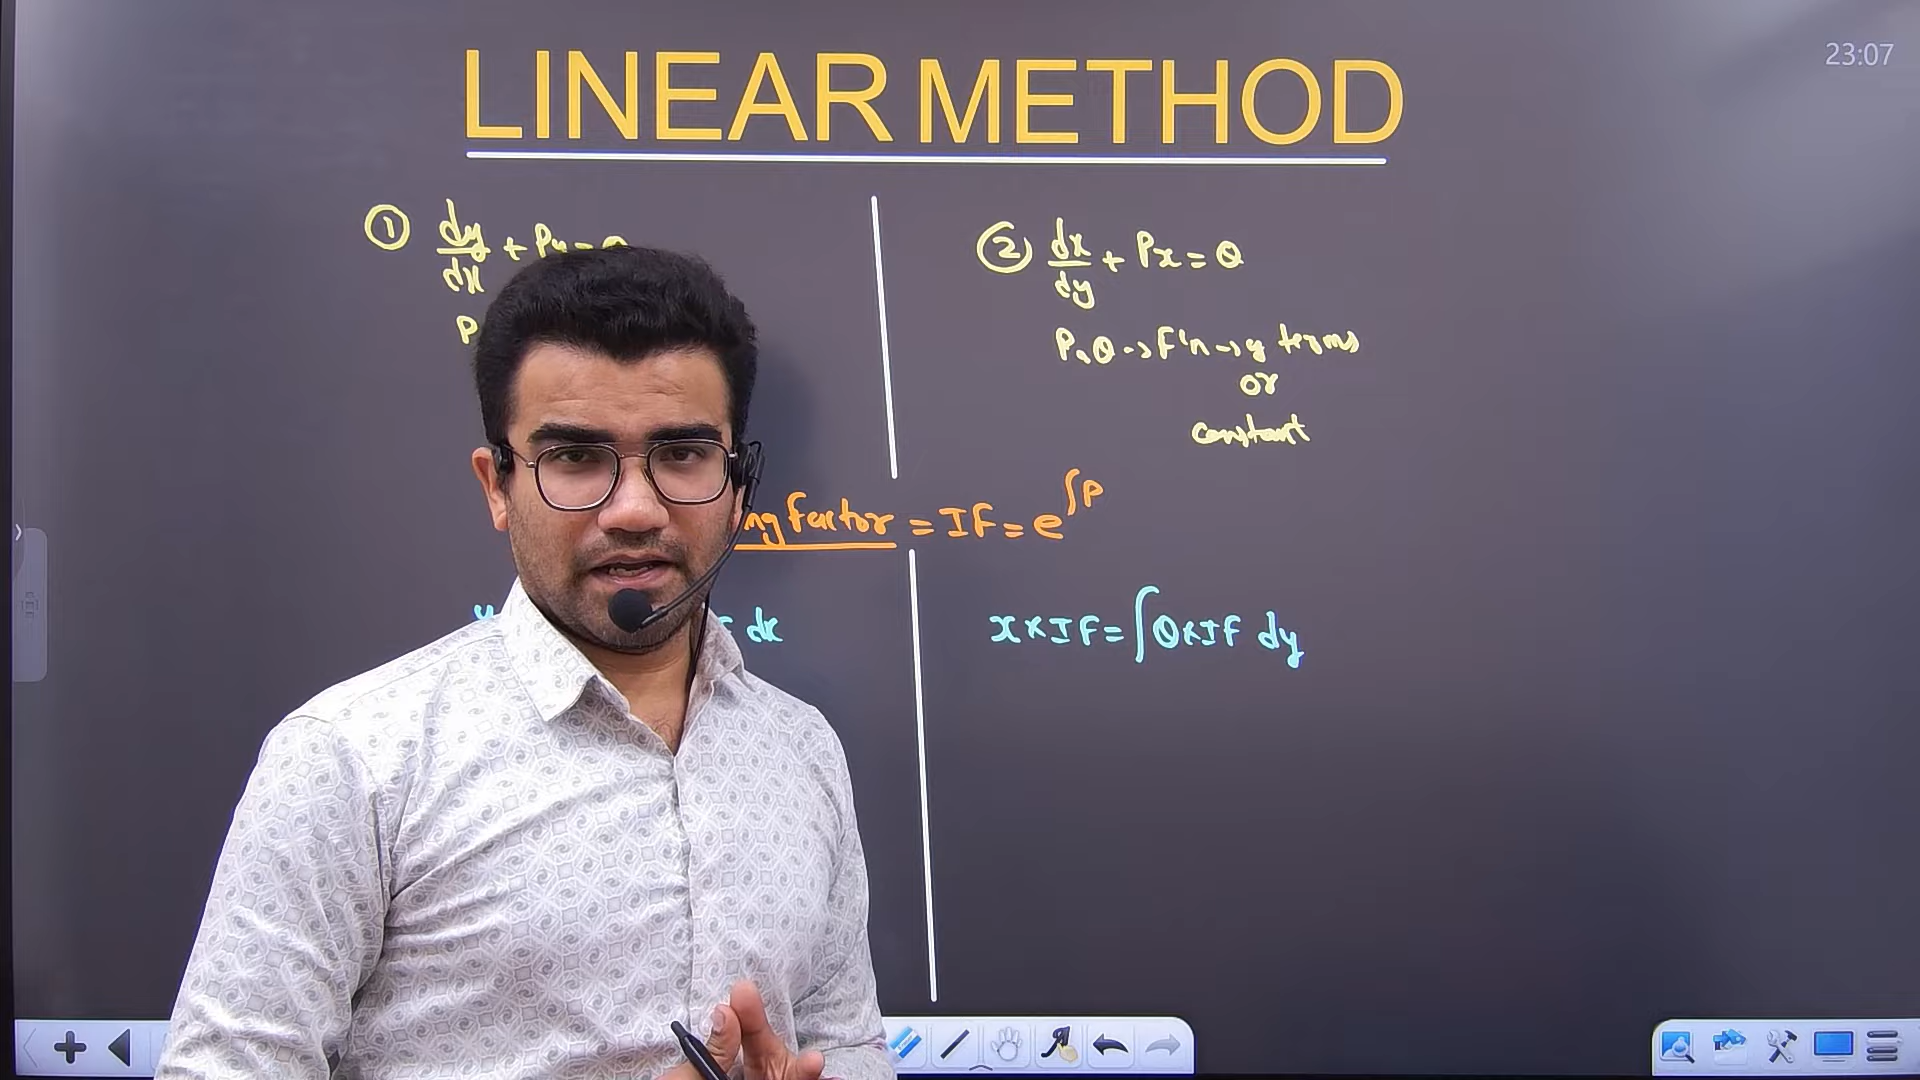 LINEAR METHOD
23:07
① dy/dx + Py = Q
P
② dx/dy + Px = Q
P, Q -> F'n -> y terms
or
constant
ng factor = IF = e^∫P
y
dx
x × IF = ∫Q × IF dy